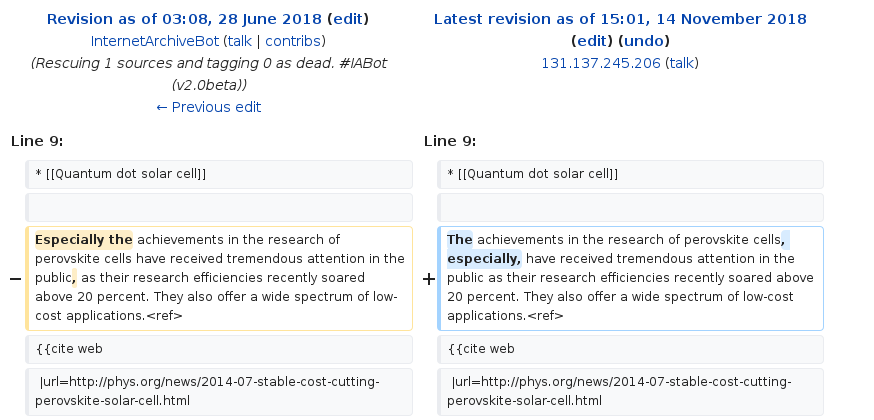 Revision as of 03:08, 28 June 2018 (edit)
InternetArchiveBot (talk | contribs)
(Rescuing 1 sources and tagging 0 as dead. #IABot
(v2.0beta))
← Previous edit
Latest revision as of 15:01, 14 November 2018
(edit) (undo)
131.137.245.206 (talk)
Line 9:
Line 9:
* [[Quantum dot solar cell]]
* [[Quantum dot solar cell]]
−
Especially the achievements in the research of
perovskite cells have received tremendous attention in the
public, as their research efficiencies recently soared
above 20 percent. They also offer a wide spectrum of low-
cost applications.<ref>
+
The achievements in the research of perovskite cells,
especially, have received tremendous attention in the
public as their research efficiencies recently soared above
20 percent. They also offer a wide spectrum of low-cost
applications.<ref>
{{cite web
{{cite web
|url=http://phys.org/news/2014-07-stable-cost-cutting-
perovskite-solar-cell.html
|url=http://phys.org/news/2014-07-stable-cost-cutting-
perovskite-solar-cell.html